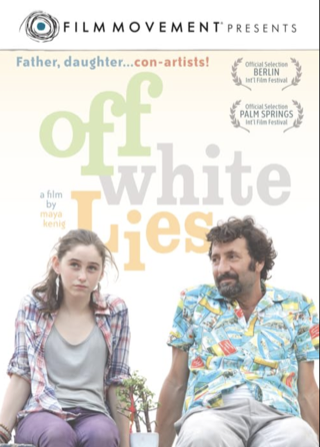 FILM MOVEMENT® PRESENTS
Father, daughter...con-artists!
Official Selection
BERLIN
Int'l Film Festival
Official Selection
PALM SPRINGS
Int'l Film Festival
off
white
Lies
a film
by
maya
kenig